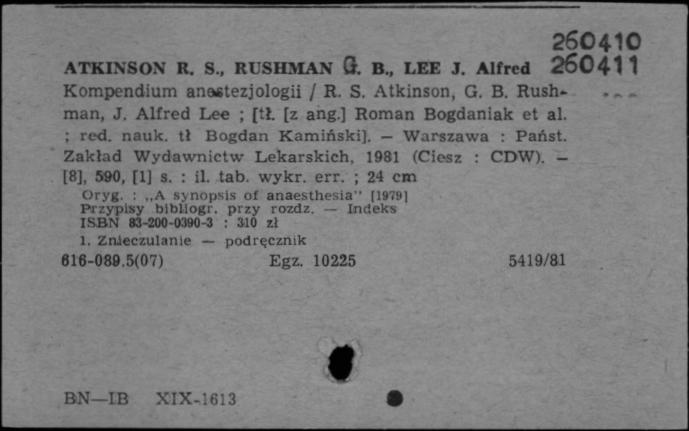 260410
ATKINSON R. S., RUSHMAN G. B., LEE J. Alfred 260411
Kompendium anestezjologii / R. S. Atkinson, G. B. Rush-
man, J. Alfred Lee ; [tł. [z ang.] Roman Bogdaniak et al.
; red. nauk. tł Bogdan Kamiński]. — Warszawa : Państ.
Zakład Wydawnictw Lekarskich, 1981 (Ciesz : CDW). —
[8], 590, [1] s. : il. tab. wykr. err. ; 24 cm
Oryg. : „A synopsis of anaesthesia" [1979]
Przypisy bibliogr. przy rozdz. — Indeks
ISBN 83-200-0390-3 : 310 zł
1. Znieczulanie — podręcznik
616-089.5(07) Egz. 10225 5419/81
BN—IB XIX-1613